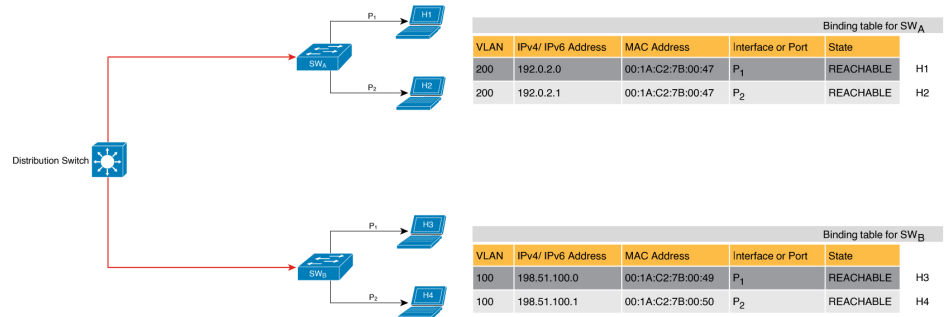 P1
H1
SWA
P2
H2
Binding table for SWA
VLAN IPv4/ IPv6 Address MAC Address Interface or Port State
200 192.0.2.0 00:1A:C2:7B:00:47 P1 REACHABLE H1
200 192.0.2.1 00:1A:C2:7B:00:47 P2 REACHABLE H2
Distribution Switch
P1
H3
SWB
P2
H4
Binding table for SWB
VLAN IPv4/ IPv6 Address MAC Address Interface or Port State
100 198.51.100.0 00:1A:C2:7B:00:49 P1 REACHABLE H3
100 198.51.100.1 00:1A:C2:7B:00:50 P2 REACHABLE H4